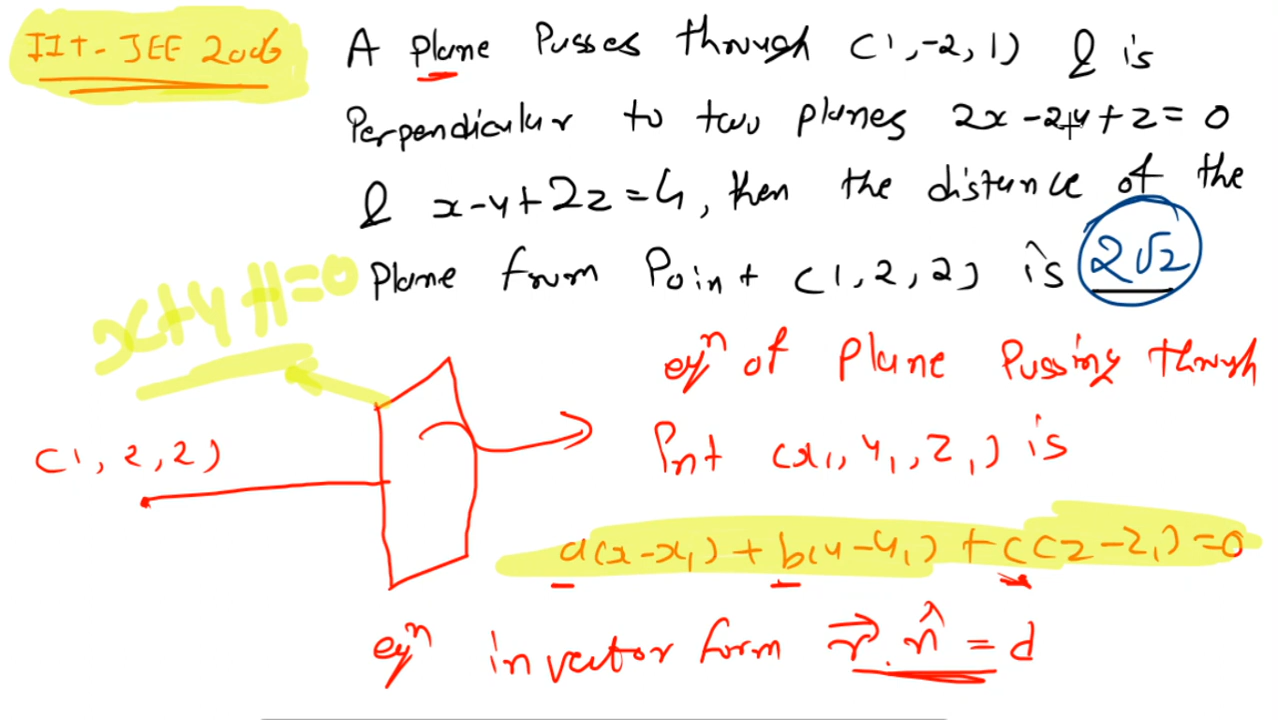 IIT - JEE 2006
A plane Passes through (1, -2, 1) & is
Perpendicular to two planes 2x - 2y + z = 0
& x - y + 2z = 4, then the distance of the
Plane from Point (1, 2, 2) is 2√2
x+y+1=0
eqⁿ of plane Passing through
Pnt (x₁, y₁, z₁) is
(1, 2, 2)
a(x-x₁) + b(y-y₁) + c(z-z₁) = 0
eqⁿ in vector form r⃗ . n̂ = d